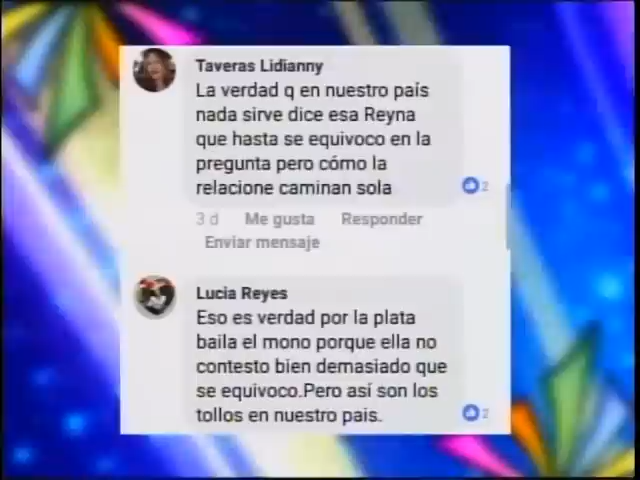 Taveras Lidianny
La verdad q en nuestro país
nada sirve dice esa Reyna
que hasta se equivoco en la
pregunta pero cómo la
relacione caminan sola
2
3 d Me gusta Responder
Enviar mensaje
Lucia Reyes
Eso es verdad por la plata
baila el mono porque ella no
contesto bien demasiado que
se equivoco.Pero así son los
tollos en nuestro pais.
2